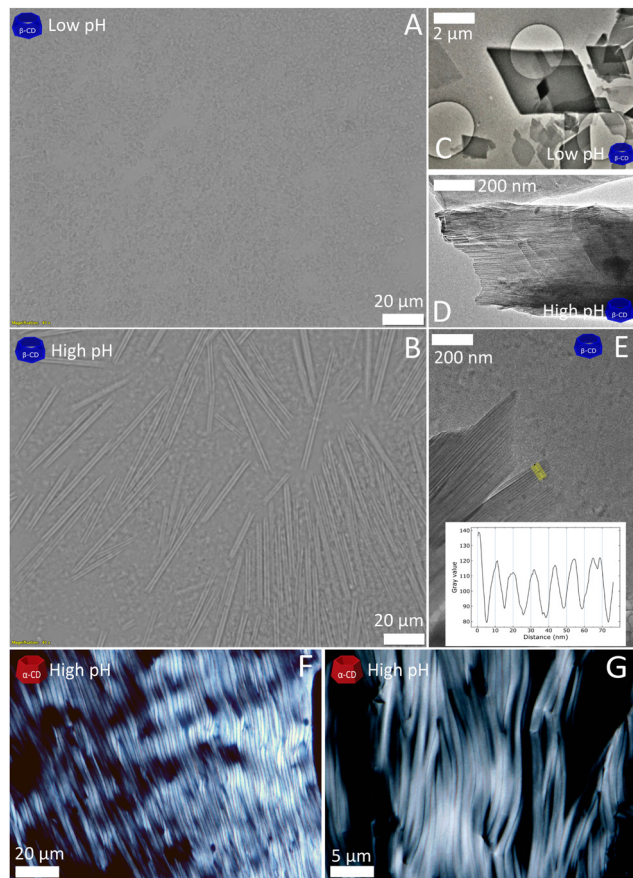 β-CD Low pH A
20 µm
2 µm
C Low pH β-CD
200 nm
D High pH β-CD
β-CD High pH B
20 µm
200 nm β-CD E
140
130
120
110
100
90
80
Gray value
0 10 20 30 40 50 60 70
Distance (nm)
α-CD High pH F
20 µm
α-CD High pH G
5 µm